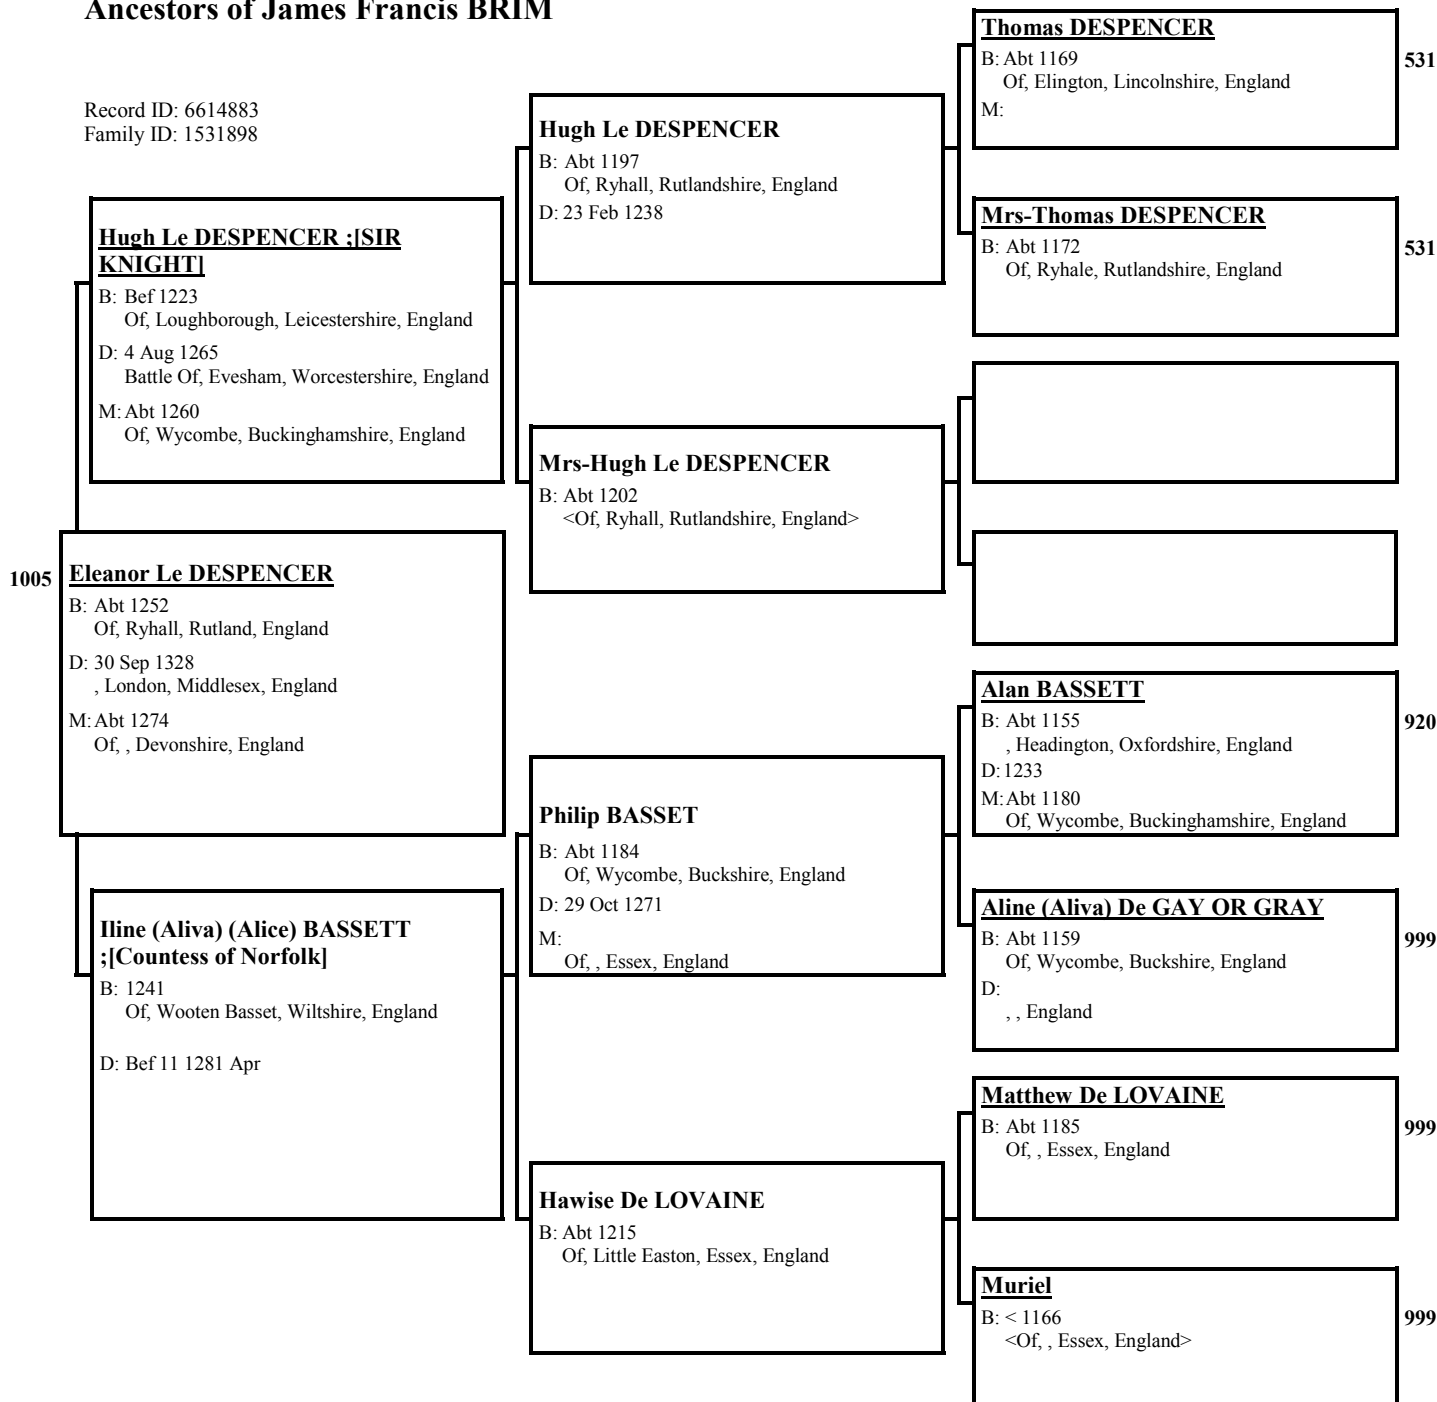 Ancestors of James Francis BRIM
Record ID: 6614883
Family ID: 1531898
Hugh Le DESPENCER ;[SIR
KNIGHT]
B: Bef 1223
Of, Loughborough, Leicestershire, England
D: 4 Aug 1265
Battle Of, Evesham, Worcestershire, England
M: Abt 1260
Of, Wycombe, Buckinghamshire, England
1005
Eleanor Le DESPENCER
B: Abt 1252
Of, Ryhall, Rutland, England
D: 30 Sep 1328
, London, Middlesex, England
M: Abt 1274
Of, , Devonshire, England
Iline (Aliva) (Alice) BASSETT
;[Countess of Norfolk]
B: 1241
Of, Wooten Basset, Wiltshire, England
D: Bef 11 1281 Apr
Hugh Le DESPENCER
B: Abt 1197
Of, Ryhall, Rutlandshire, England
D: 23 Feb 1238
Mrs-Hugh Le DESPENCER
B: Abt 1202
<Of, Ryhall, Rutlandshire, England>
Philip BASSET
B: Abt 1184
Of, Wycombe, Buckshire, England
D: 29 Oct 1271
M:
Of, , Essex, England
Hawise De LOVAINE
B: Abt 1215
Of, Little Easton, Essex, England
Thomas DESPENCER
B: Abt 1169
Of, Elington, Lincolnshire, England
M:
531
Mrs-Thomas DESPENCER
B: Abt 1172
Of, Ryhale, Rutlandshire, England
531
Alan BASSETT
B: Abt 1155
, Headington, Oxfordshire, England
D: 1233
M: Abt 1180
Of, Wycombe, Buckinghamshire, England
920
Aline (Aliva) De GAY OR GRAY
B: Abt 1159
Of, Wycombe, Buckshire, England
D:
, , England
999
Matthew De LOVAINE
B: Abt 1185
Of, , Essex, England
999
Muriel
B: < 1166
<Of, , Essex, England>
999